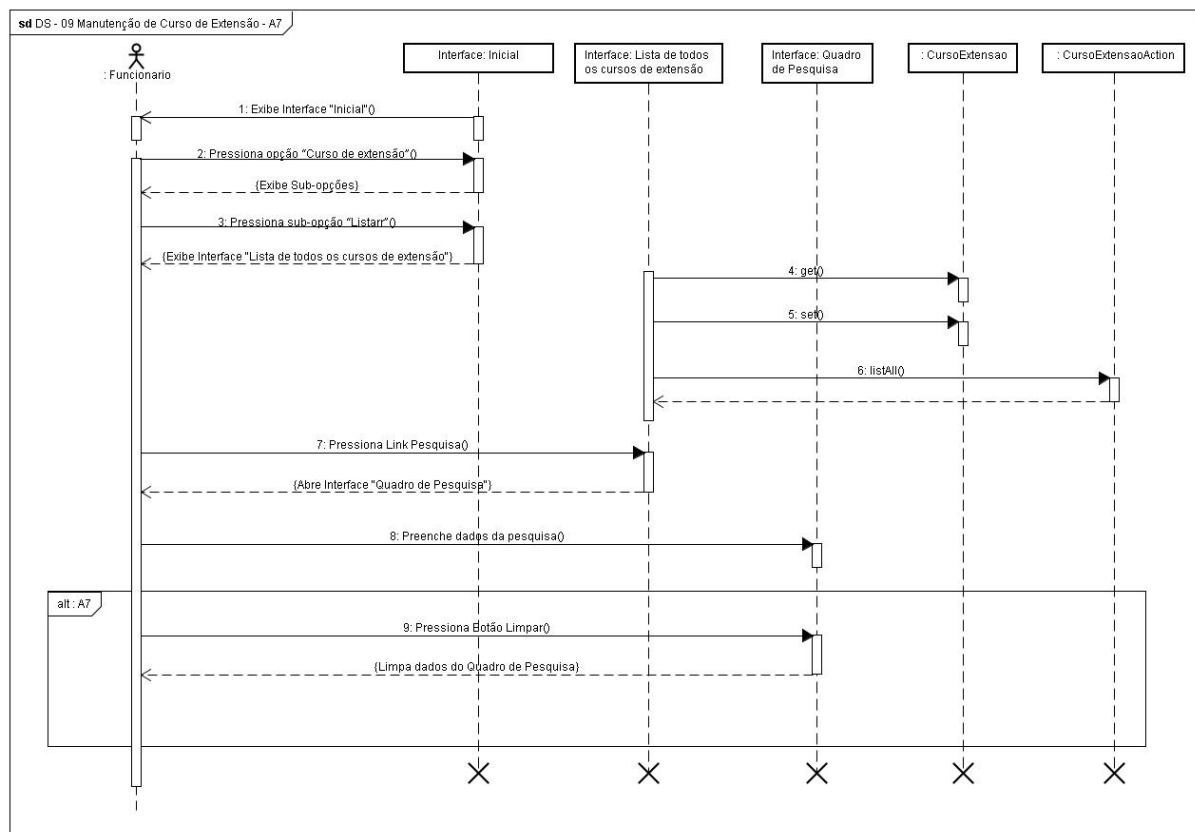 sd DS - 09 Manutenção de Curso de Extensão - A7
: Funcionario
Interface: Inicial
Interface: Lista de todos
os cursos de extensão
Interface: Quadro
de Pesquisa
: CursoExtensao
: CursoExtensaoAction
1: Exibe Interface "Inicial"()
2: Pressiona opção "Curso de extensão"()
{Exibe Sub-opções}
3: Pressiona sub-opção "Listarr"()
{Exibe Interface "Lista de todos os cursos de extensão"}
4: get()
5: set()
6: listAll()
7: Pressiona Link Pesquisa()
{Abre Interface "Quadro de Pesquisa"}
8: Preenche dados da pesquisa()
alt : A7
9: Pressiona Botão Limpar()
{Limpa dados do Quadro de Pesquisa}